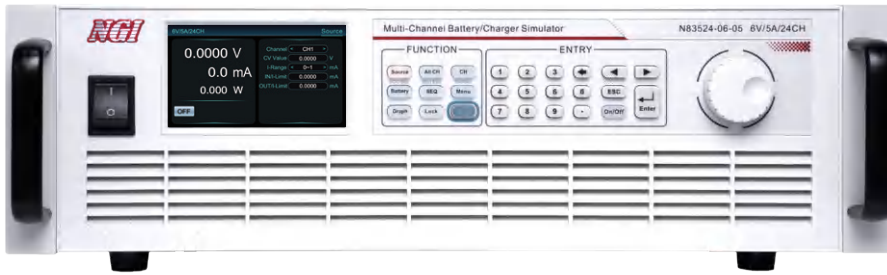 NGI
Multi-Channel Battery/Charger Simulator
N83524-06-05 6V/5A/24CH
6V/5A/24CH Source
0.0000 V
0.0 mA
0.000 W
OFF
Channel CH1
CV Value 0.0000 V
I-Range 0~1 mA
IN/I-Limit 0.0000 mA
OUT/I-Limit 0.0000 mA
I
O
FUNCTION
Source All CH CH
Battery SEQ Menu
Graph Lock
ENTRY
1 2 3
4 5 6 0 ESC
7 8 9 . On/Off Enter